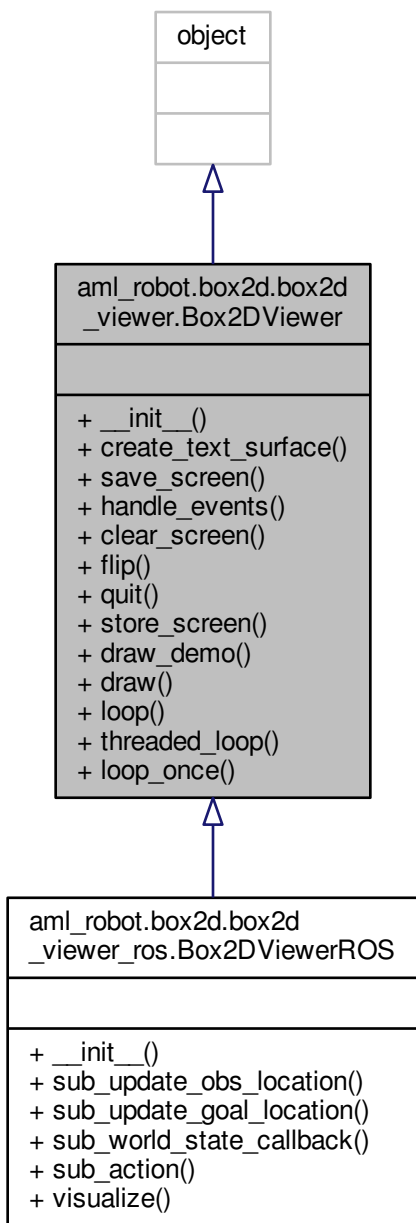 object
aml_robot.box2d.box2d
_viewer.Box2DViewer
+ __init__()
+ create_text_surface()
+ save_screen()
+ handle_events()
+ clear_screen()
+ flip()
+ quit()
+ store_screen()
+ draw_demo()
+ draw()
+ loop()
+ threaded_loop()
+ loop_once()
aml_robot.box2d.box2d
_viewer_ros.Box2DViewerROS
+ __init__()
+ sub_update_obs_location()
+ sub_update_goal_location()
+ sub_world_state_callback()
+ sub_action()
+ visualize()